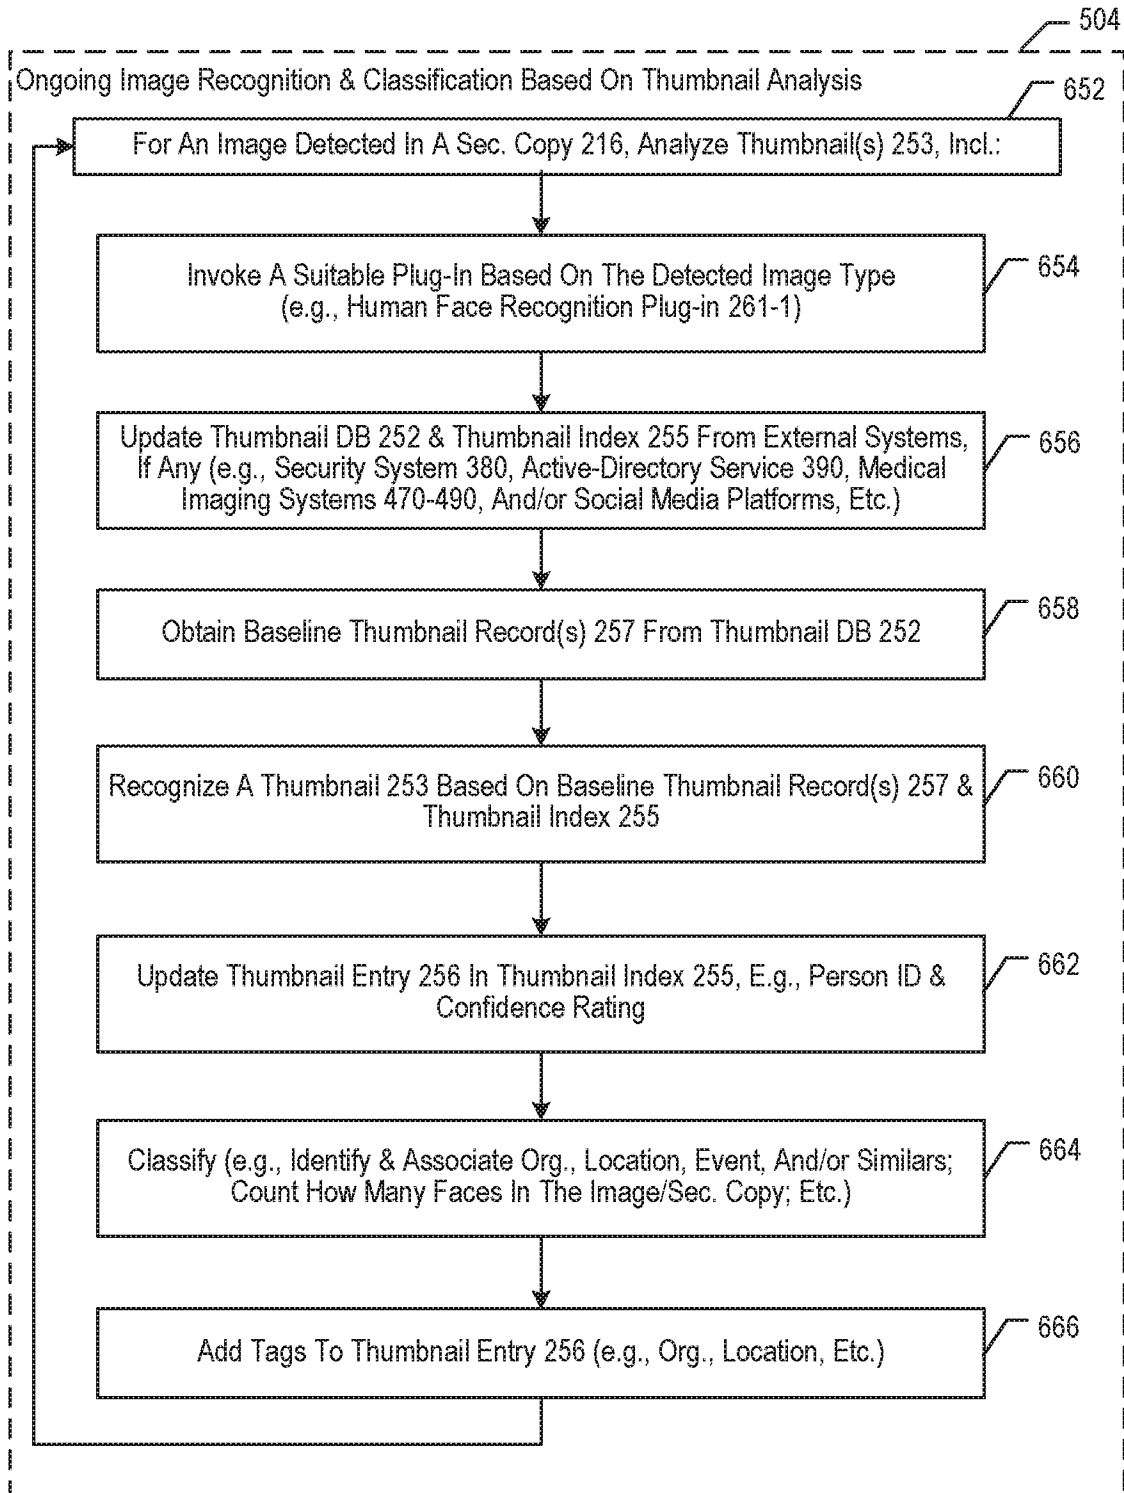 504
Ongoing Image Recognition & Classification Based On Thumbnail Analysis
652
For An Image Detected In A Sec. Copy 216, Analyze Thumbnail(s) 253, Incl.:
654
Invoke A Suitable Plug-In Based On The Detected Image Type
(e.g., Human Face Recognition Plug-in 261-1)
656
Update Thumbnail DB 252 & Thumbnail Index 255 From External Systems,
If Any (e.g., Security System 380, Active-Directory Service 390, Medical
Imaging Systems 470-490, And/or Social Media Platforms, Etc.)
658
Obtain Baseline Thumbnail Record(s) 257 From Thumbnail DB 252
660
Recognize A Thumbnail 253 Based On Baseline Thumbnail Record(s) 257 &
Thumbnail Index 255
662
Update Thumbnail Entry 256 In Thumbnail Index 255, E.g., Person ID &
Confidence Rating
664
Classify (e.g., Identify & Associate Org., Location, Event, And/or Similars;
Count How Many Faces In The Image/Sec. Copy; Etc.)
666
Add Tags To Thumbnail Entry 256 (e.g., Org., Location, Etc.)